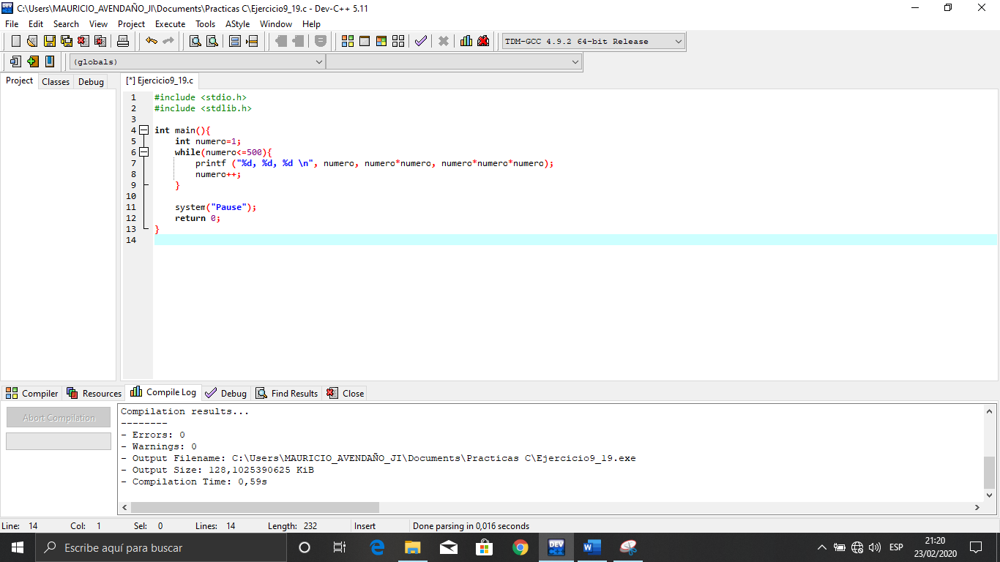 C:\Users\MAURICIO_AVENDAÑO_JI\Documents\Practicas C\Ejercicio9_19.c - Dev-C++ 5.11
File Edit Search View Project Execute Tools AStyle Window Help
TDM-GCC 4.9.2 64-bit Release
(globals)
Project Classes Debug
[*] Ejercicio9_19.c
1 #include <stdio.h>
2 #include <stdlib.h>
3
4 int main(){
5 int numero=1;
6 while(numero<=500){
7 printf ("%d, %d, %d \n", numero, numero*numero, numero*numero*numero);
8 numero++;
9 }
10
11 system("Pause");
12 return 0;
13 }
14
Compiler Resources Compile Log Debug Find Results Close
Abort Compilation
Compilation results...
--------
- Errors: 0
- Warnings: 0
- Output Filename: C:\Users\MAURICIO_AVENDAÑO_JI\Documents\Practicas C\Ejercicio9_19.exe
- Output Size: 128,1025390625 KiB
- Compilation Time: 0,59s
Line: 14 Col: 1 Sel: 0 Lines: 14 Length: 232 Insert Done parsing in 0,016 seconds
Escribe aquí para buscar
DEV
ESP
21:20
23/02/2020